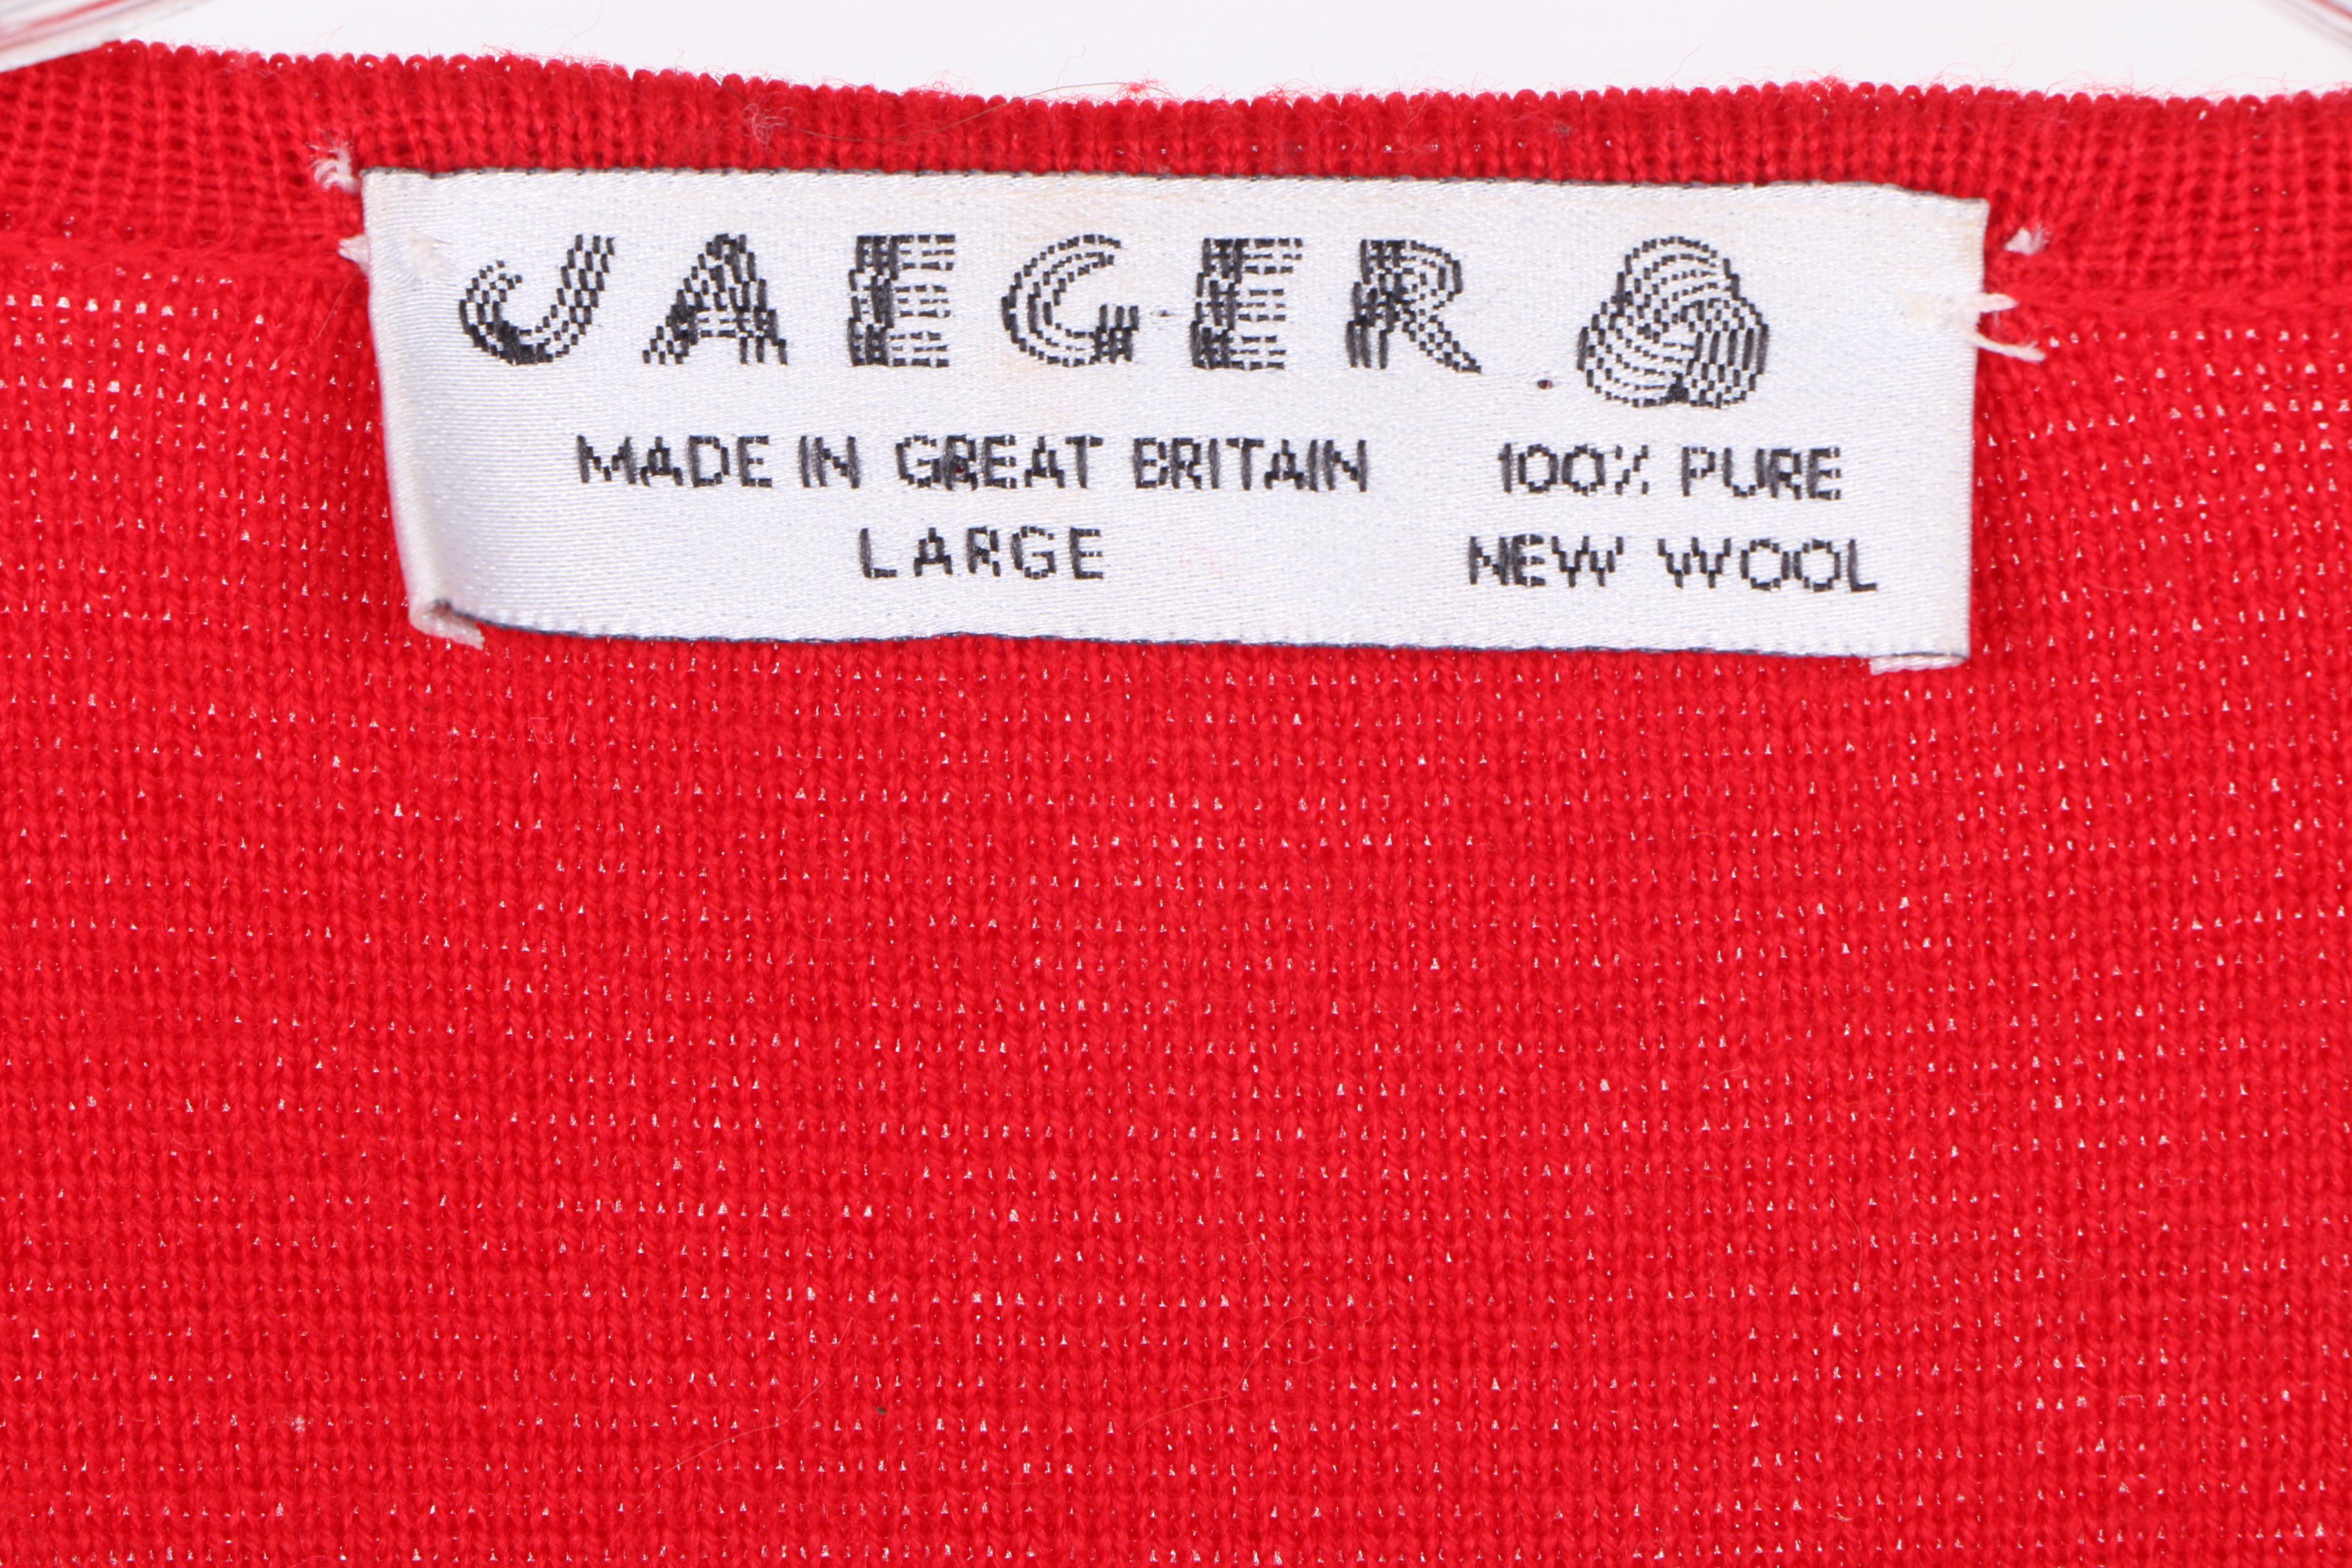 JAEGER
MADE IN GREAT BRITAIN
LARGE
100% PURE
NEW WOOL